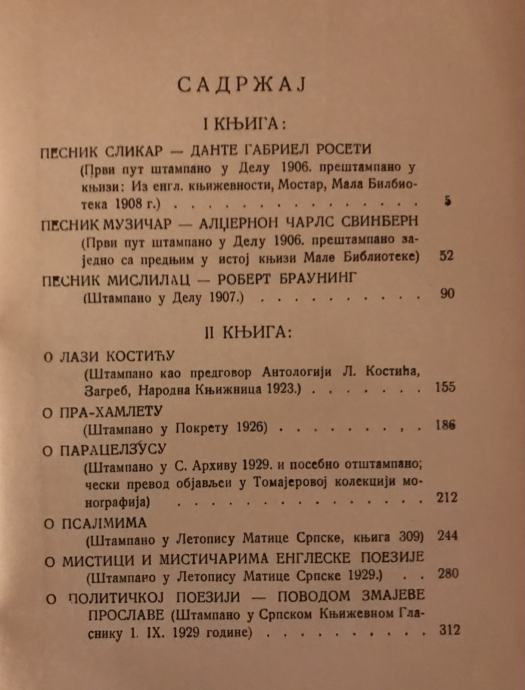 САДРЖАЈ
I КЊИГА:
ПЕСНИК СЛИКАР — ДАНТЕ ГАБРИЕЛ РОСЕТИ
(Први пут штампано у Делу 1906. прештампано у
књизи: Из енгл. књижевности, Мостар, Мала Билбио-
тека 1908 г.) . . . . . . . . . . . . 5
ПЕСНИК МУЗИЧАР — АЛЏЕРНОН ЧАРЛС СВИНБЕРН
(Први пут штампано у Делу 1906. прештампано за-
једно са предњим у истој књизи Мале Библиотеке) 52
ПЕСНИК МИСЛИЛАЦ — РОБЕРТ БРАУНИНГ
(Штампано у Делу 1907.) . . . . . . . . . . 90
II КЊИГА:
О ЛАЗИ КОСТИЋУ
(Штампано као предговор Антологији Л. Костића,
Загреб, Народна Књижница 1923.) . . . . . . . 155
О ПРА-ХАМЛЕТУ
(Штампано у Покрету 1926) . . . . . . . . . 186
О ПАРАЦЕЛЗУСУ
(Штампано у С. Архиву 1929. и посебно отштампано;
чески превод објављен у Томајеровој колекцији мо-
нографија) . . . . . . . . . . . . . 212
О ПСАЛМИМА
(Штампано у Летопису Матице Српске, књига 309) 244
О МИСТИЦИ И МИСТИЧАРИМА ЕНГЛЕСКЕ ПОЕЗИЈЕ
(Штампано у Летопису Матице Српске 1929.) . . 280
О ПОЛИТИЧКОЈ ПОЕЗИЈИ — ПОВОДОМ ЗМАЈЕВЕ
ПРОСЛАВЕ (Штампано у Српском Књижевном Гла-
снику 1. IX. 1929 године) . . . . . . . . . . 312